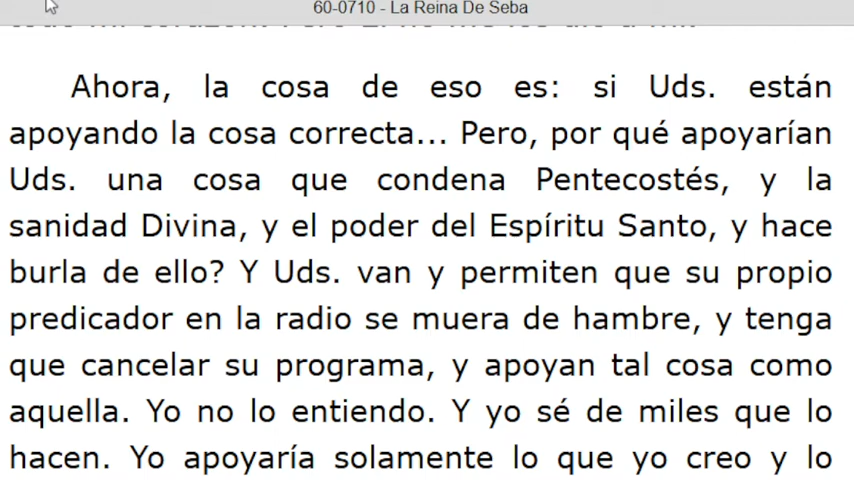 60-0710 - La Reina De Seba
Ahora, la cosa de eso es: si Uds. están
apoyando la cosa correcta... Pero, por qué apoyarían
Uds. una cosa que condena Pentecostés, y la
sanidad Divina, y el poder del Espíritu Santo, y hace
burla de ello? Y Uds. van y permiten que su propio
predicador en la radio se muera de hambre, y tenga
que cancelar su programa, y apoyan tal cosa como
aquella. Yo no lo entiendo. Y yo sé de miles que lo
hacen. Yo apoyaría solamente lo que yo creo y lo